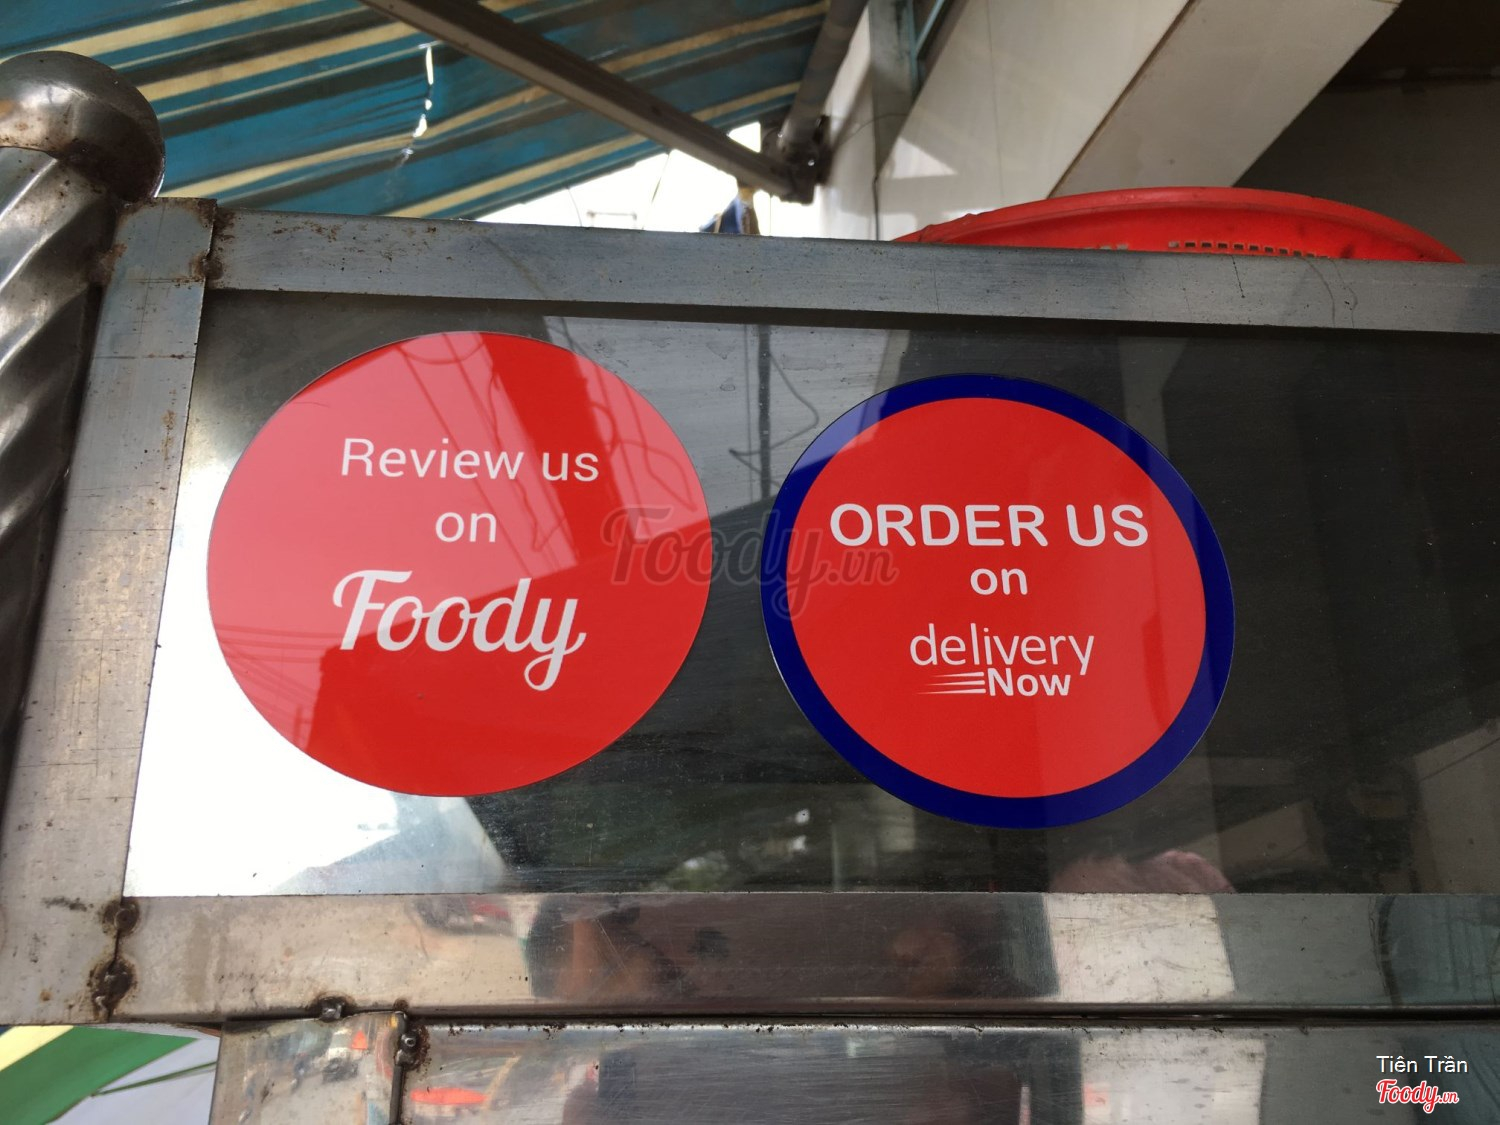 Review us
on
Foody
ORDER US
on
delivery
Now
Foody.vn
Tiên Trần
Foody.vn